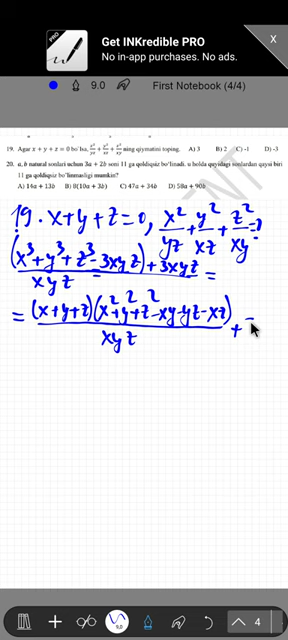 PRO
Get INKredible PRO
No in-app purchases. No ads.
X
9.0
First Notebook (4/4)
19. Agar x + y + z = 0 bo'lsa, x²/yz + y²/xz + z²/xy ning qiymatini toping. A) 3 B) 2 C) -1 D) -3
20. a, b natural sonlari uchun 3a + 2b soni 11 ga qoldiqsiz bo'linadi. u holda quyidagi sonlardan qaysi biri
11 ga qoldiqsiz bo'linmasligi mumkin?
A) 14a + 13b B) 8(10a + 3b) C) 47a + 34b D) 58a + 90b
19. x+y+z=0, x²/yz + y²/xz + z²/xy = ?
(x³+y³+z³-3xyz)+3xyz / xyz =
= (x+y+z)(x²+y²+z²-xy-yz-xz) / xyz +
9,0
4